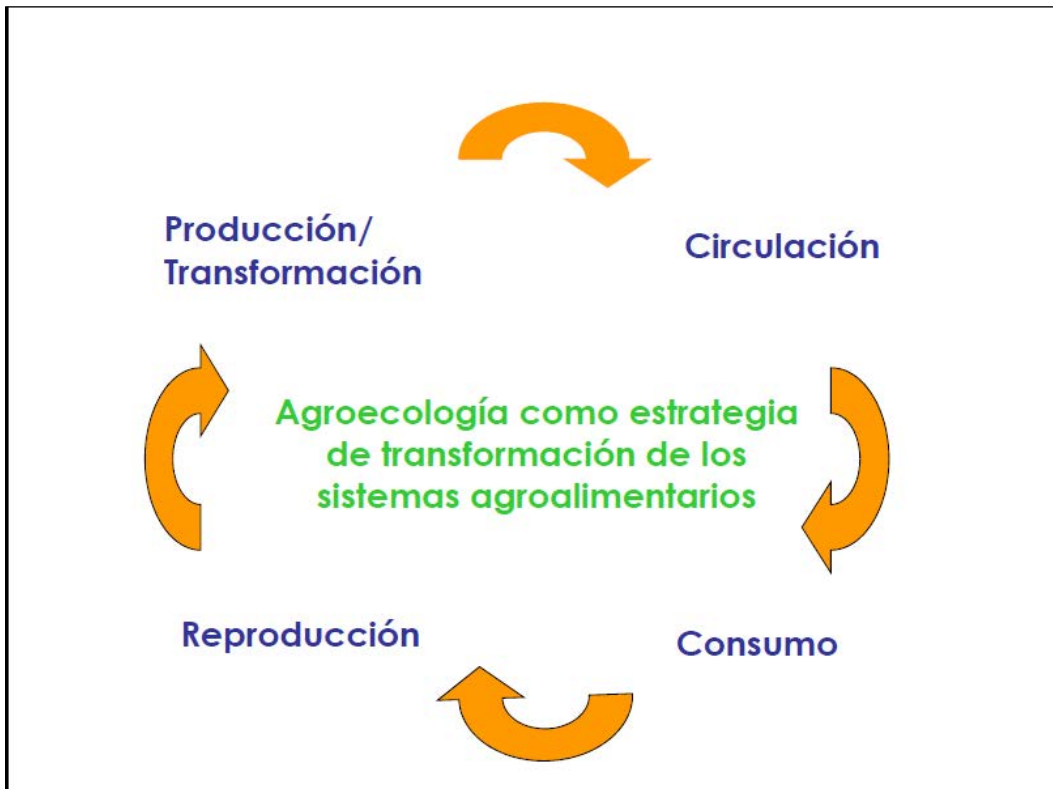 Producción/
Transformación
Circulación
Agroecología como estrategia
de transformación de los
sistemas agroalimentarios
Reproducción
Consumo